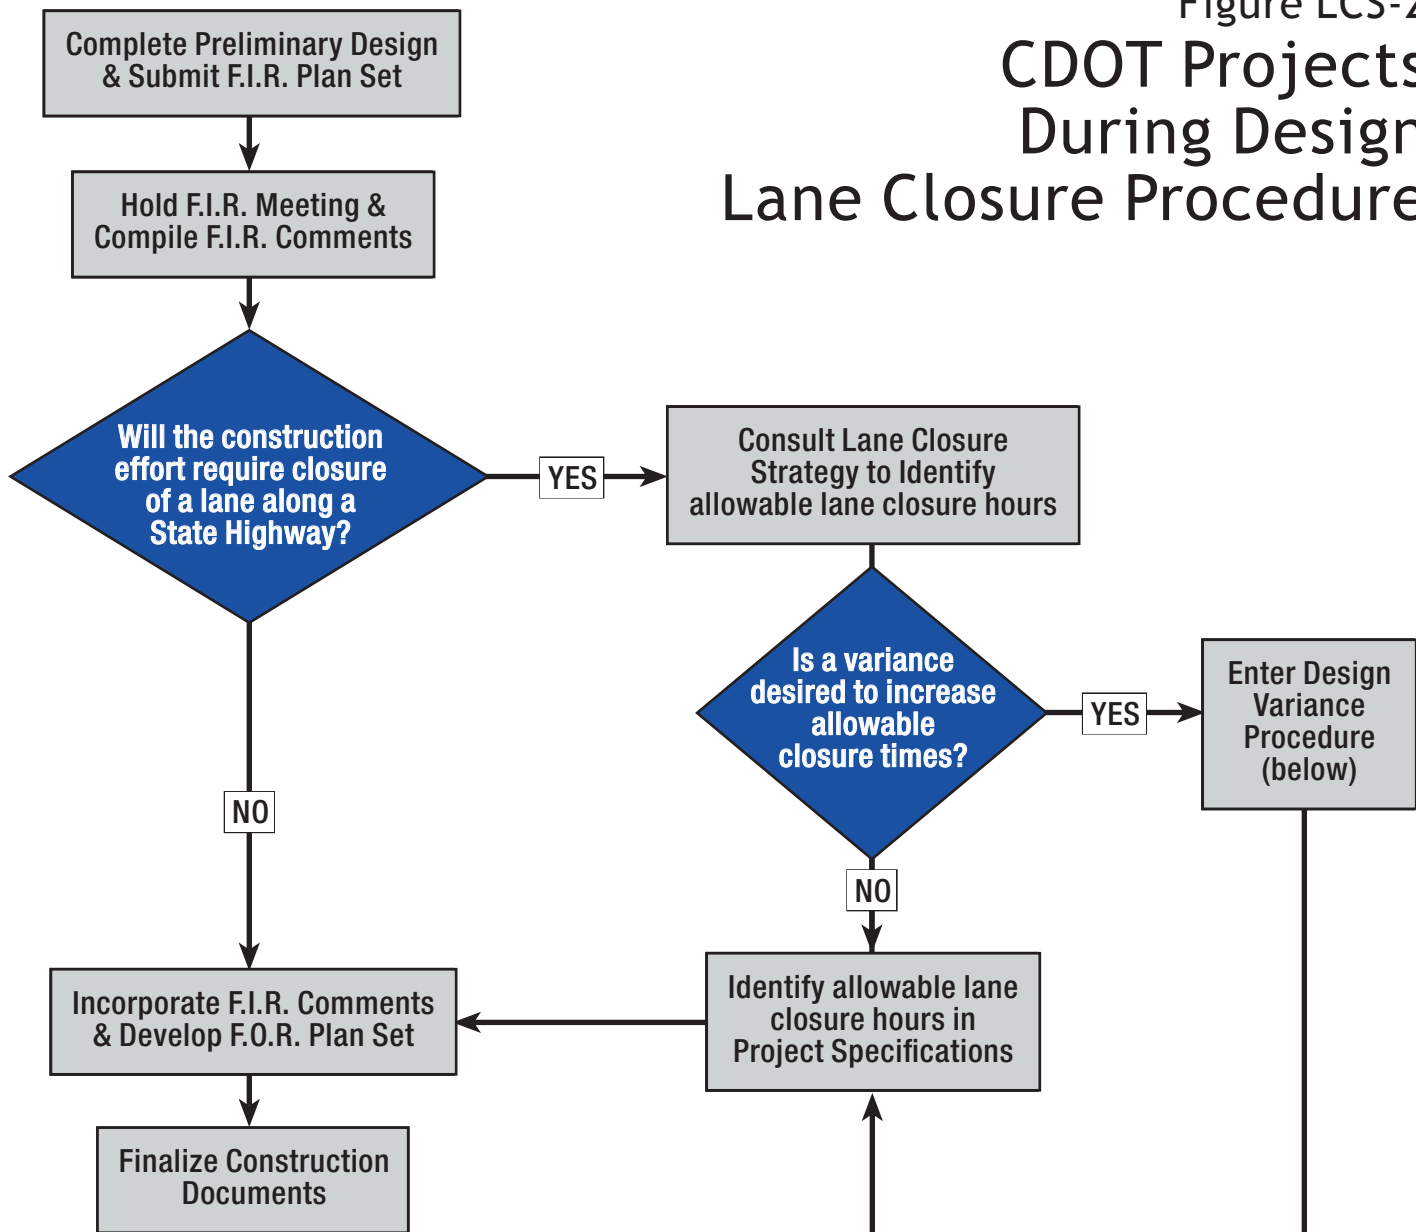 Figure LCS-2
CDOT Projects
During Design
Lane Closure Procedure
Complete Preliminary Design
& Submit F.I.R. Plan Set
Hold F.I.R. Meeting &
Compile F.I.R. Comments
Will the construction
effort require closure
of a lane along a
State Highway?
YES
Consult Lane Closure
Strategy to Identify
allowable lane closure hours
Is a variance
desired to increase
allowable
closure times?
YES
Enter Design
Variance
Procedure
(below)
NO
NO
Identify allowable lane
closure hours in
Project Specifications
Incorporate F.I.R. Comments
& Develop F.O.R. Plan Set
Finalize Construction
Documents